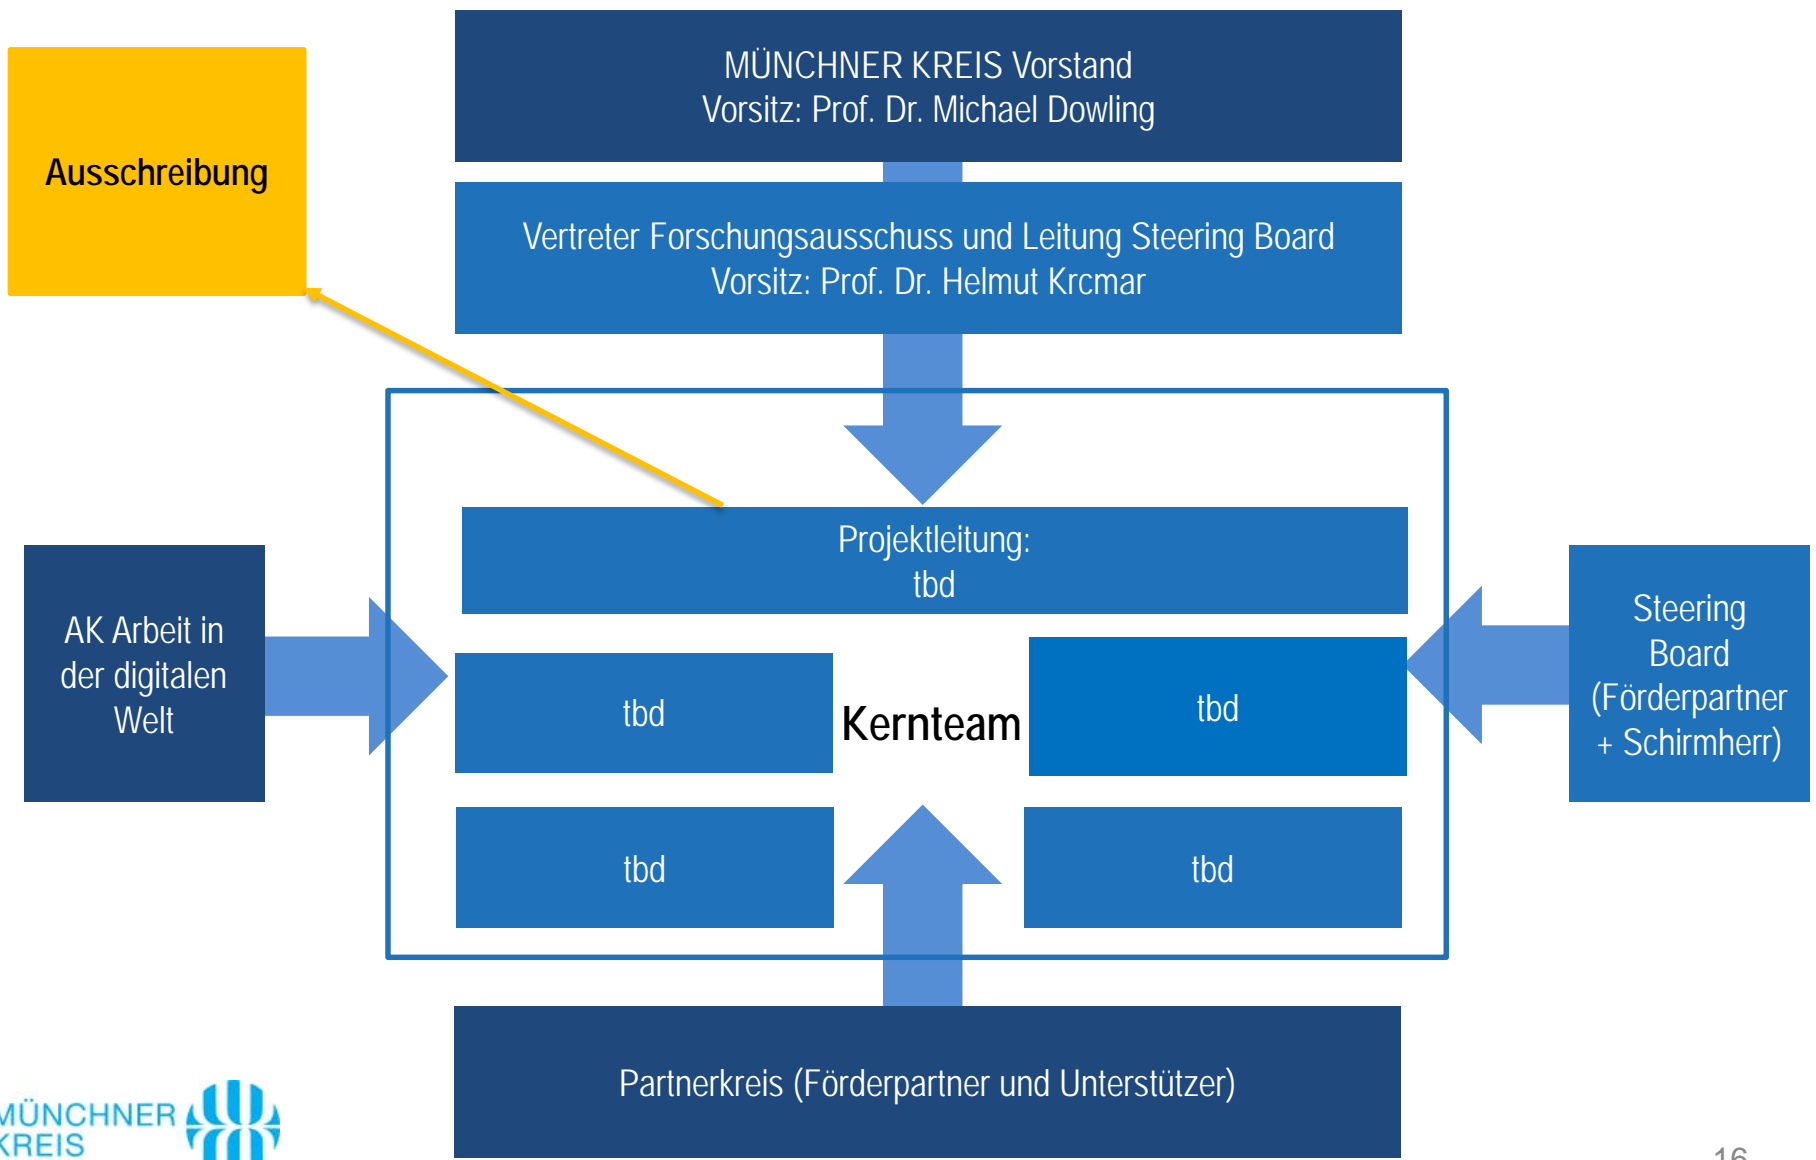 MÜNCHNER KREIS Vorstand
Vorsitz: Prof. Dr. Michael Dowling
Ausschreibung
Vertreter Forschungsausschuss und Leitung Steering Board
Vorsitz: Prof. Dr. Helmut Krcmar
Projektleitung:
tbd
AK Arbeit in
der digitalen
Welt
tbd
Kernteam
tbd
Steering
Board
(Förderpartner
+ Schirmherr)
tbd
tbd
Partnerkreis (Förderpartner und Unterstützer)
MÜNCHNER
KREIS
16